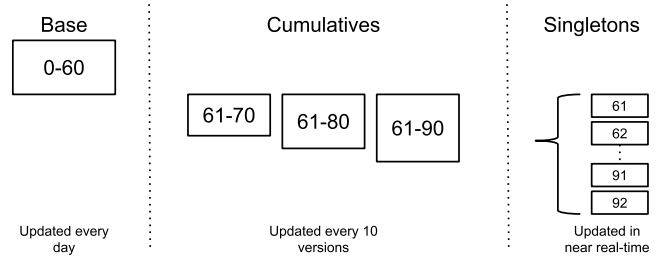 Base
Cumulatives
Singletons
0-60
61-70
61-80
61-90
61
62
91
92
Updated every
day
Updated every 10
versions
Updated in
near real-time